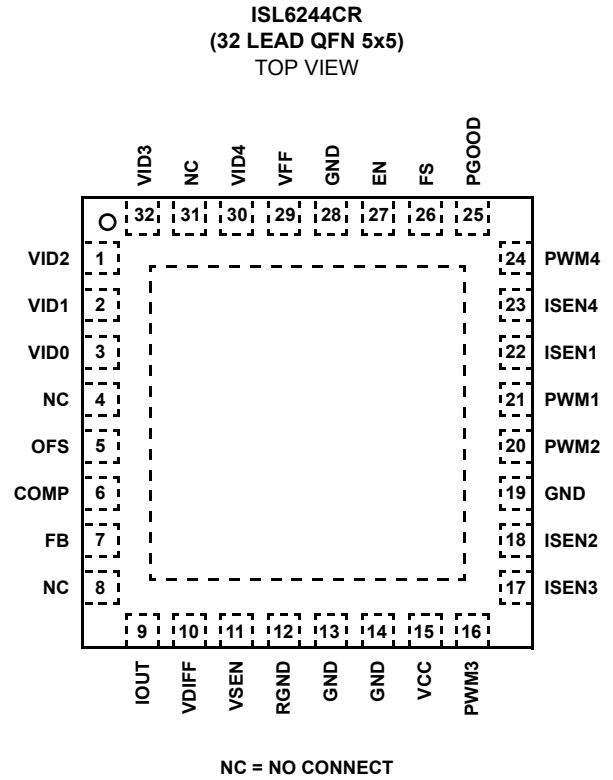 ISL6244CR
(32 LEAD QFN 5x5)
TOP VIEW
VID3
NC
VID4
VFF
GND
EN
FS
PGOOD
32
31
30
29
28
27
26
25
VID2 1
VID1 2
VID0 3
NC 4
OFS 5
COMP 6
FB 7
NC 8
24 PWM4
23 ISEN4
22 ISEN1
21 PWM1
20 PWM2
19 GND
18 ISEN2
17 ISEN3
9
10
11
12
13
14
15
16
IOUT
VDIFF
VSEN
RGND
GND
GND
VCC
PWM3
NC = NO CONNECT